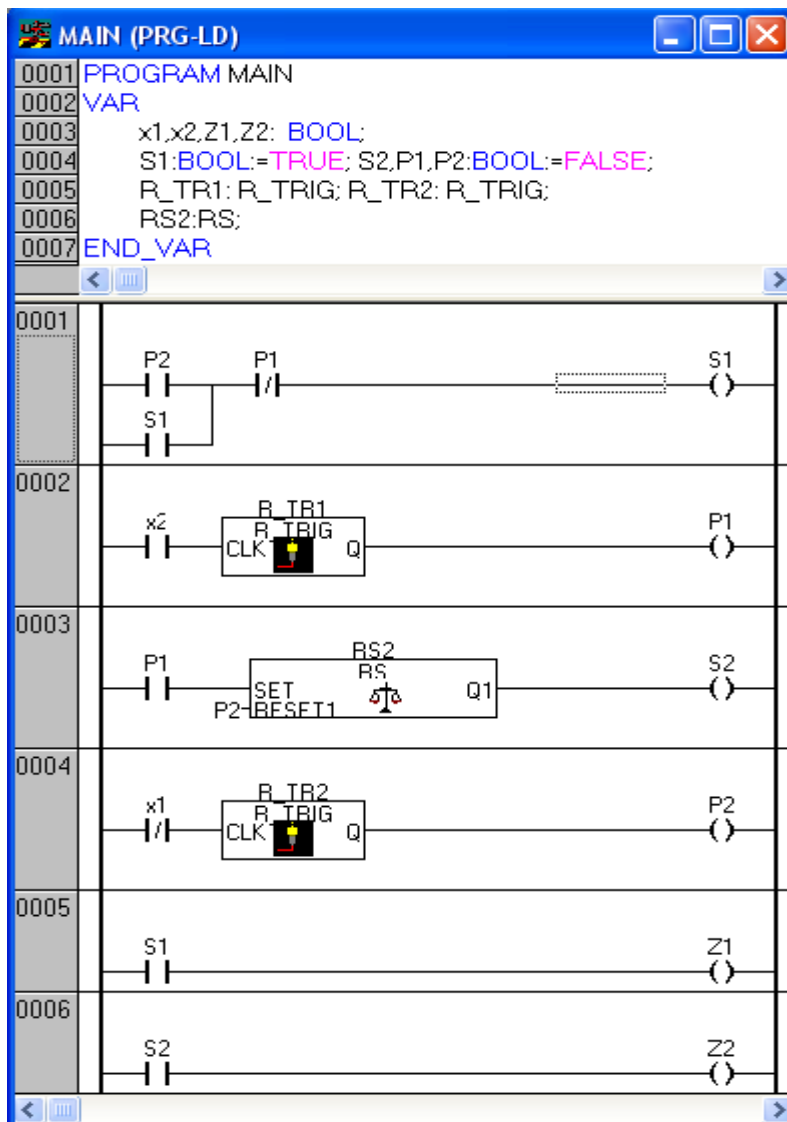 MAIN (PRG-LD)
0001 PROGRAM MAIN
0002 VAR
0003 x1,x2,Z1,Z2: BOOL;
0004 S1:BOOL:=TRUE; S2,P1,P2:BOOL:=FALSE;
0005 R_TR1: R_TRIG; R_TR2: R_TRIG;
0006 RS2:RS;
0007 END_VAR
0001
P2 P1 S1
S1
0002
x2 R_TR1 P1
R_TRIG
CLK Q
0003
P1 RS2 S2
RS
SET Q1
P2 RESET1
0004
x1 R_TR2 P2
R_TRIG
CLK Q
0005
S1 Z1
0006
S2 Z2